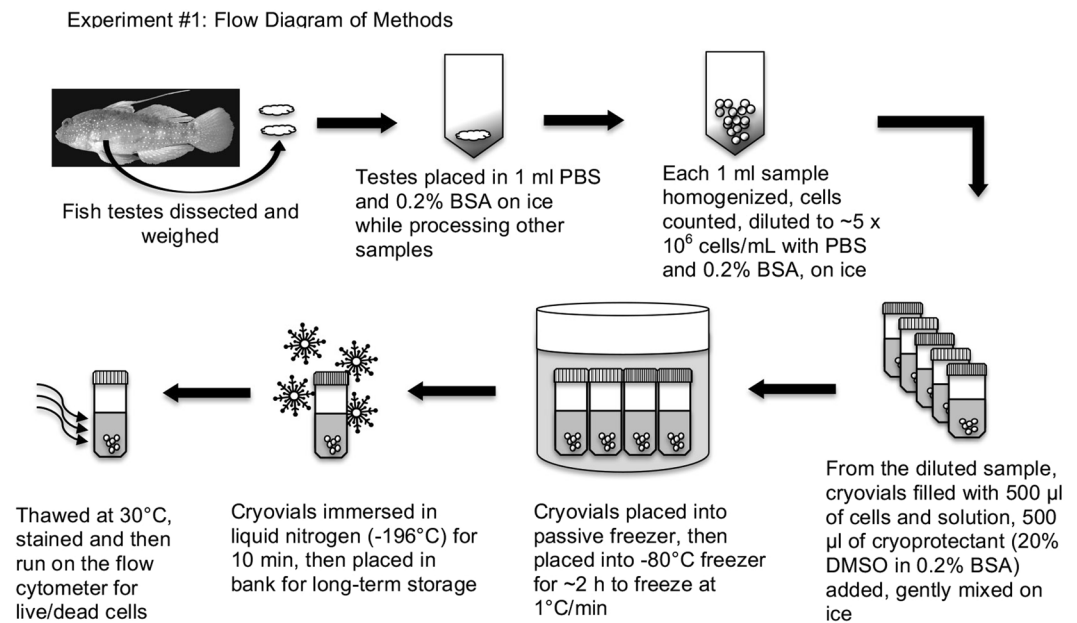 Experiment #1: Flow Diagram of Methods
Fish testes dissected and
weighed
Testes placed in 1 ml PBS
and 0.2% BSA on ice
while processing other
samples
Each 1 ml sample
homogenized, cells
counted, diluted to ~5 x
10⁶ cells/mL with PBS
and 0.2% BSA, on ice
From the diluted sample,
cryovials filled with 500 µl
of cells and solution, 500
µl of cryoprotectant (20%
DMSO in 0.2% BSA)
added, gently mixed on
ice
Cryovials placed into
passive freezer, then
placed into -80°C freezer
for ~2 h to freeze at
1°C/min
Cryovials immersed in
liquid nitrogen (-196°C) for
10 min, then placed in
bank for long-term storage
Thawed at 30°C,
stained and then
run on the flow
cytometer for
live/dead cells